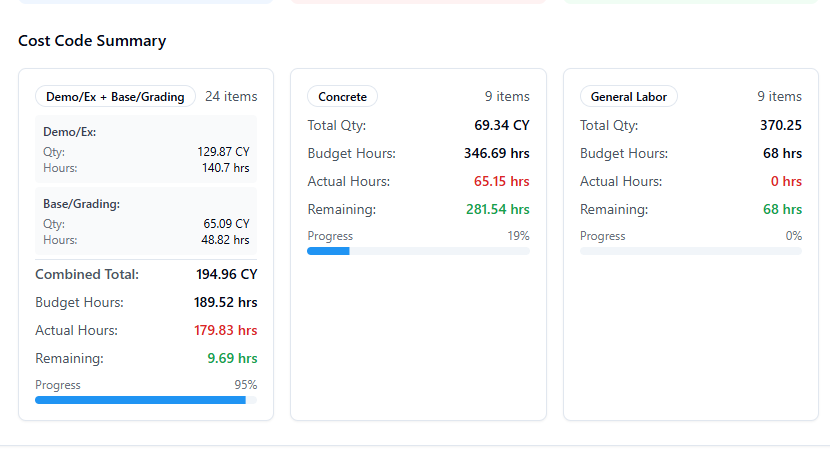 Cost Code Summary
Demo/Ex + Base/Grading 24 items
Demo/Ex:
Qty: 129.87 CY
Hours: 140.7 hrs
Base/Grading:
Qty: 65.09 CY
Hours: 48.82 hrs
Combined Total: 194.96 CY
Budget Hours: 189.52 hrs
Actual Hours: 179.83 hrs
Remaining: 9.69 hrs
Progress 95%
Concrete 9 items
Total Qty: 69.34 CY
Budget Hours: 346.69 hrs
Actual Hours: 65.15 hrs
Remaining: 281.54 hrs
Progress 19%
General Labor 9 items
Total Qty: 370.25
Budget Hours: 68 hrs
Actual Hours: 0 hrs
Remaining: 68 hrs
Progress 0%